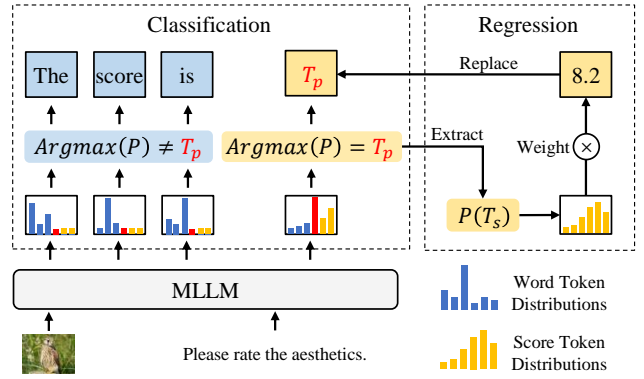 Classification
Regression
The
score
is
T_p
Replace
8.2
Argmax(P) ≠ T_p
Argmax(P) = T_p
Extract
Weight
×
P(T_s)
MLLM
Please rate the aesthetics.
Word Token
Distributions
Score Token
Distributions